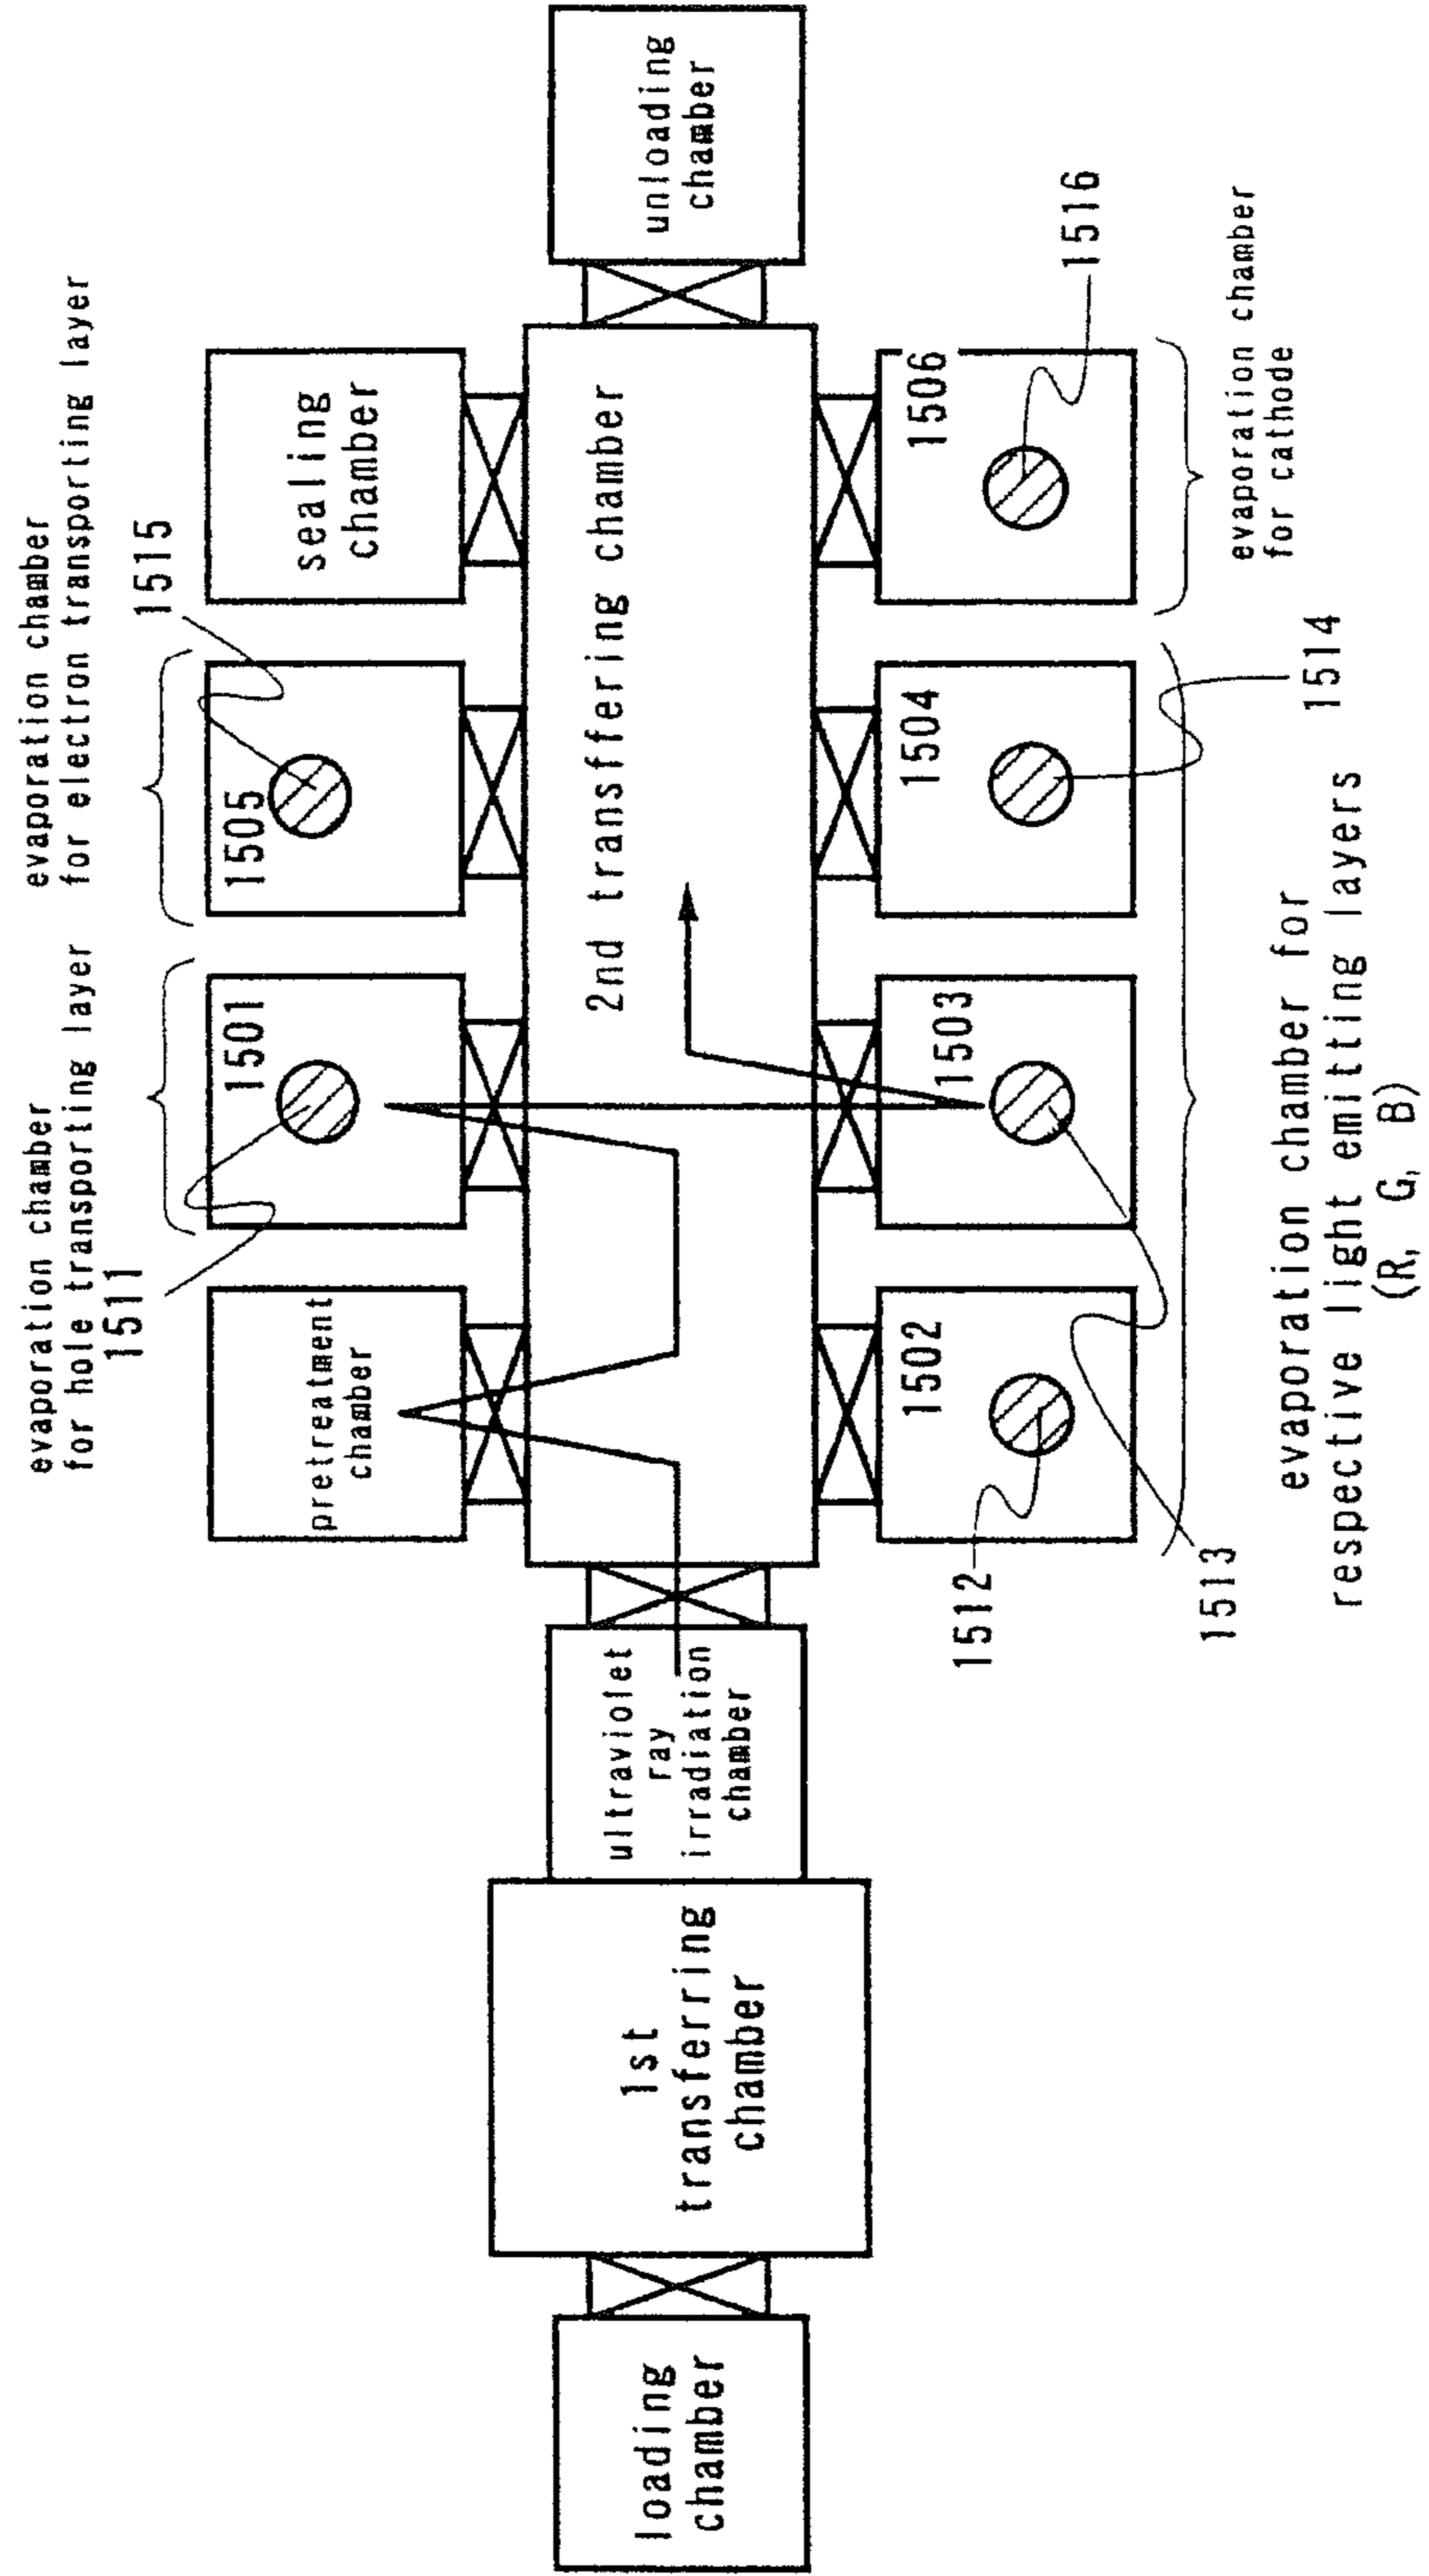 evaporation chamber
for hole transporting layer
1511
evaporation chamber
for electron transporting layer
1515
pretreatment
chamber
1501
1505
sealing
chamber
loading
chamber
1st
transferring
chamber
ultraviolet
ray
irradiation
chamber
2nd transffering chamber
unloading
chamber
1502
1503
1504
1506
1512
1513
1514
1516
evaporation chamber for
respective light emitting layers
(R, G, B)
evaporation chamber
for cathode